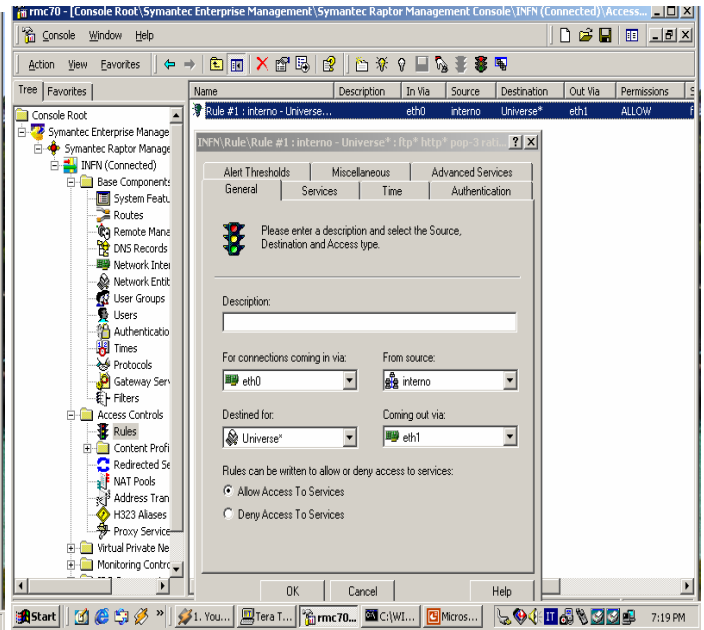 rmc70 - [Console Root\Symantec Enterprise Management\Symantec Raptor Management Console\INFN (Connected)\Access...
Console Window Help
Action View Favorites
Tree Favorites
Name Description In Via Source Destination Out Via Permissions S
Rule #1 : interno - Universe... eth0 interno Universe* eth1 ALLOW f
Console Root
Symantec Enterprise Manage
Symantec Raptor Manage
INFN (Connected)
Base Components
System Featu
Routes
Remote Mana
DNS Records
Network Inter
Network Entit
User Groups
Users
Authenticatio
Times
Protocols
Gateway Serv
Filters
Access Controls
Rules
Content Profi
Redirected Se
NAT Pools
Address Tran
H323 Aliases
Proxy Service
Virtual Private Ne
Monitoring Contro
INFN\Rule\Rule #1 : interno - Universe* : ftp* http* pop-3 rati...
Alert Thresholds Miscellaneous Advanced Services
General Services Time Authentication
Please enter a description and select the Source,
Destination and Access type.
Description:
For connections coming in via: From source:
eth0 interno
Destined for: Coming out via:
Universe* eth1
Rules can be written to allow or deny access to services:
Allow Access To Services
Deny Access To Services
OK Cancel Help
Start » 1. You... Tera T... rmc70... C:\WI... Micros... 7:19 PM